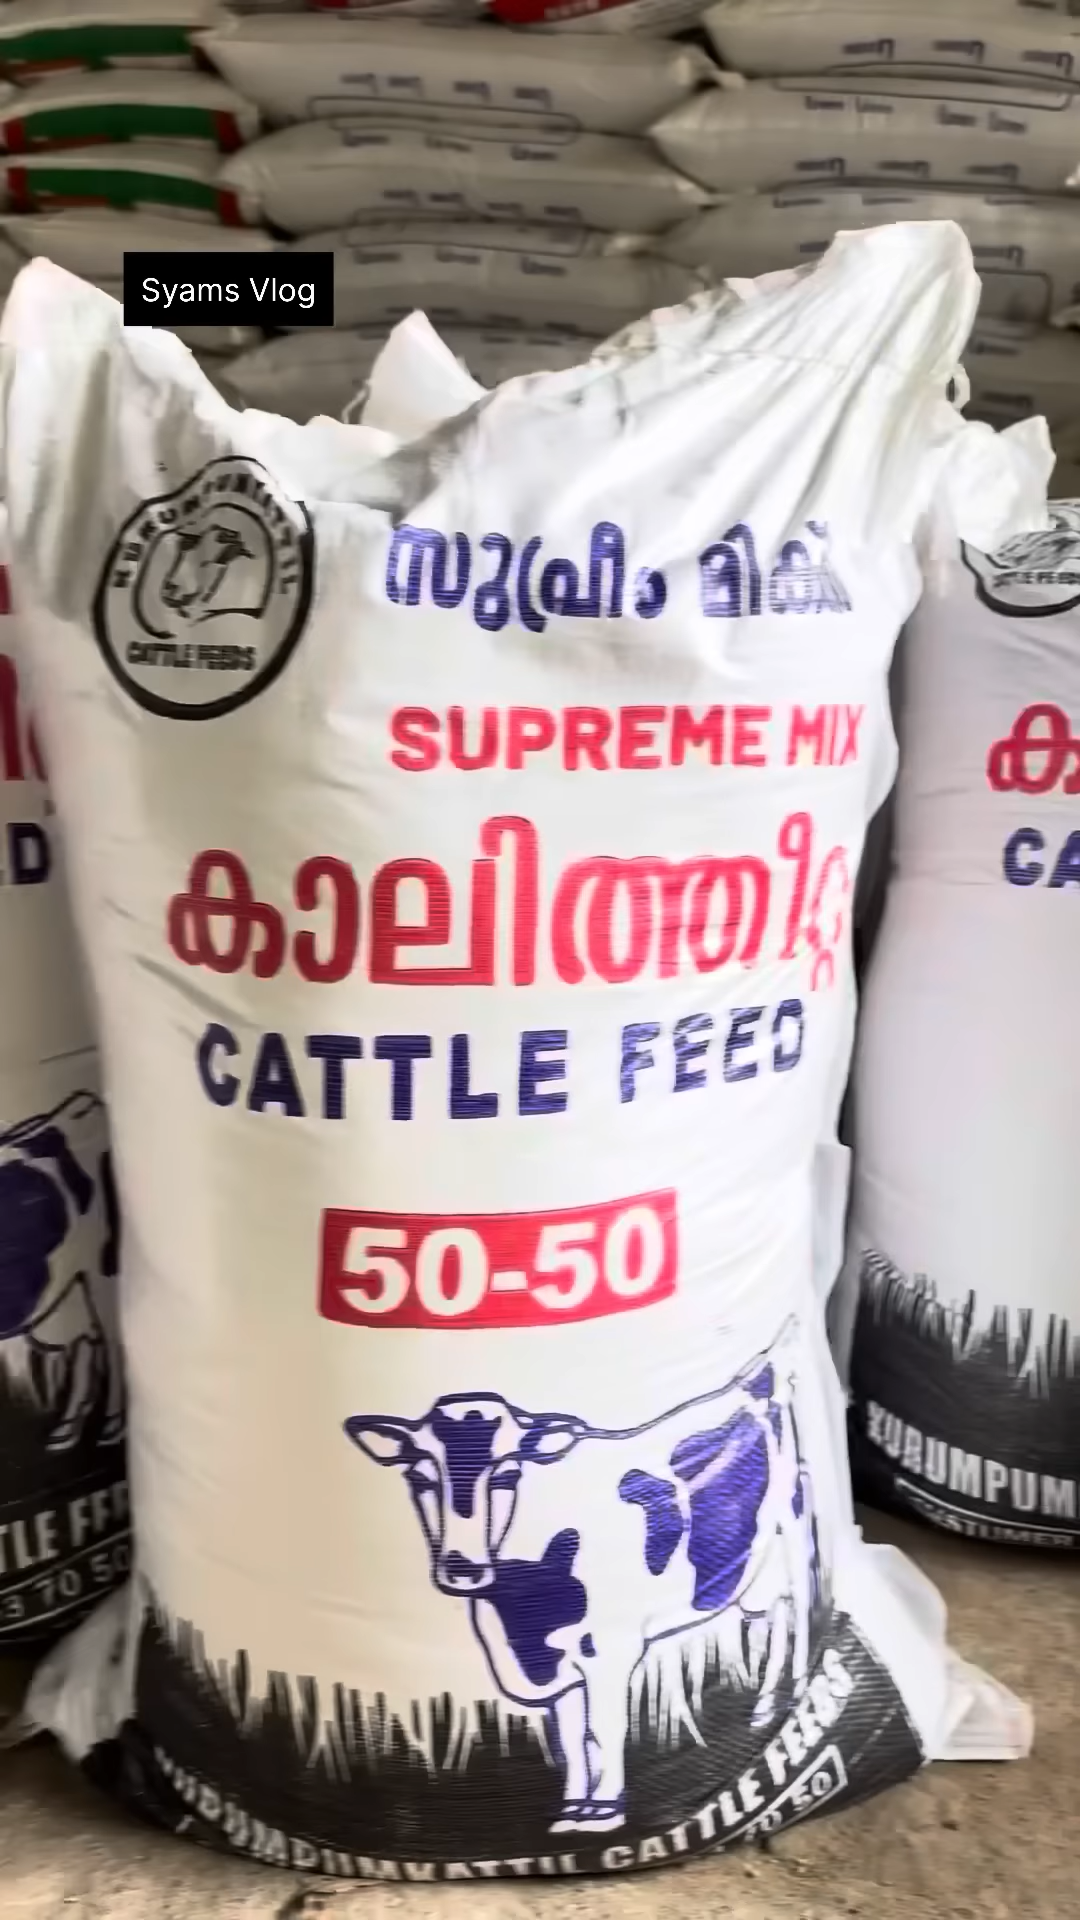 Syams Vlog
CATTLE FEEDS
സുപ്രീം മിക്സ്
SUPREME MIX
കാലിത്തീറ്റ
CATTLE FEED
50-50
CATTLE FEEDS
KURUMPUM